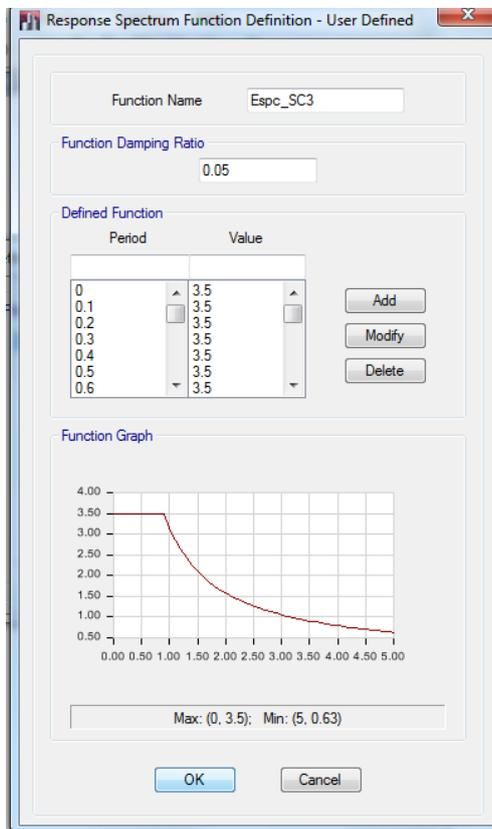 Response Spectrum Function Definition - User Defined
Function Name Espc_SC3
Function Damping Ratio
0.05
Defined Function
Period Value
0 3.5
0.1 3.5
0.2 3.5
0.3 3.5
0.4 3.5
0.5 3.5
0.6 3.5
Add
Modify
Delete
Function Graph
4.00
3.50
3.00
2.50
2.00
1.50
1.00
0.50
0.00 0.50 1.00 1.50 2.00 2.50 3.00 3.50 4.00 4.50 5.00
Max: (0, 3.5); Min: (5, 0.63)
OK Cancel